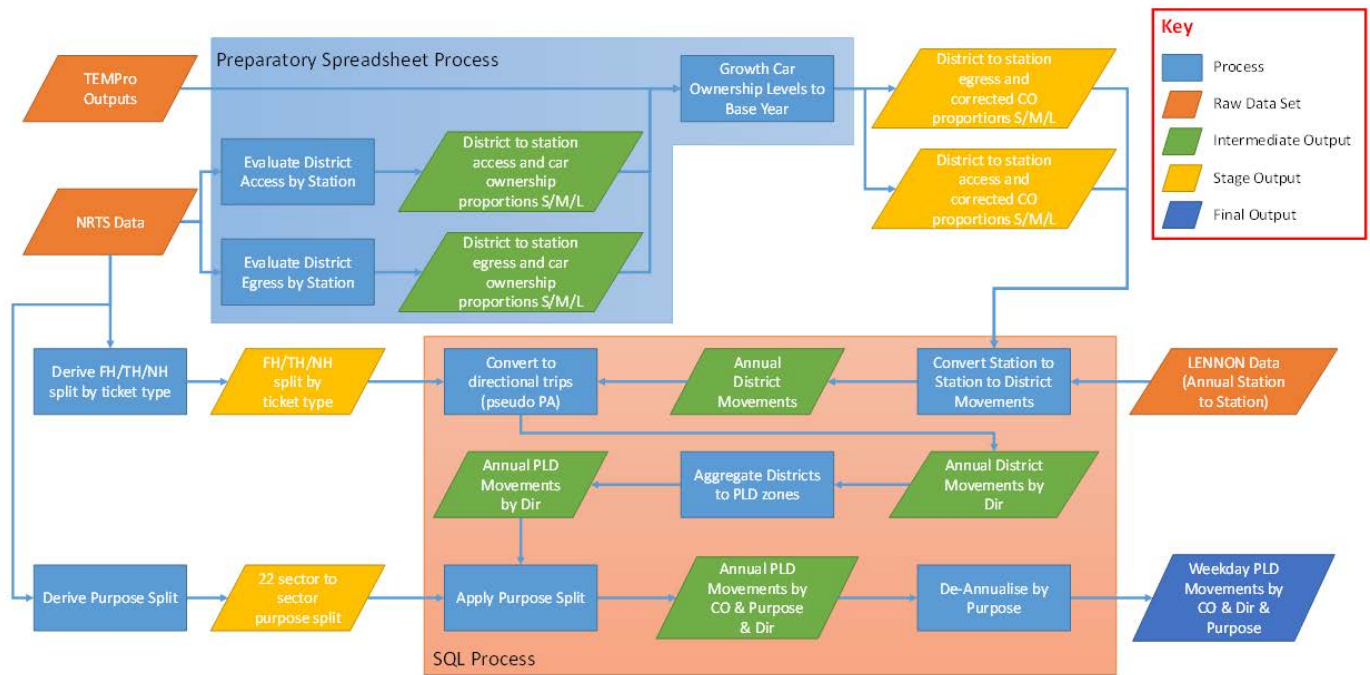 Preparatory Spreadsheet Process
TEMPro
Outputs
Growth Car
Ownership Levels to
Base Year
District to station
egress and
corrected CO
proportions S/M/L
Key
Process
Raw Data Set
Intermediate Output
Stage Output
Final Output
Evaluate District
Access by Station
District to station
access and car
ownership
proportions S/M/L
District to station
access and
corrected CO
proportions S/M/L
NRTS Data
Evaluate District
Egress by Station
District to station
egress and car
ownership
proportions S/M/L
Derive FH/TH/NH
split by ticket type
FH/TH/NH
split by
ticket type
Convert to
directional trips
(pseudo PA)
Annual
District
Movements
Convert Station to
Station to District
Movements
LENNON Data
(Annual Station
to Station)
Annual PLD
Movements
by Dir
Aggregate Districts
to PLD zones
Annual District
Movements by
Dir
Derive Purpose Split
22 sector to
sector
purpose split
Apply Purpose Split
Annual PLD
Movements by
CO & Purpose
& Dir
De-Annualise by
Purpose
Weekday PLD
Movements by
CO & Dir &
Purpose
SQL Process